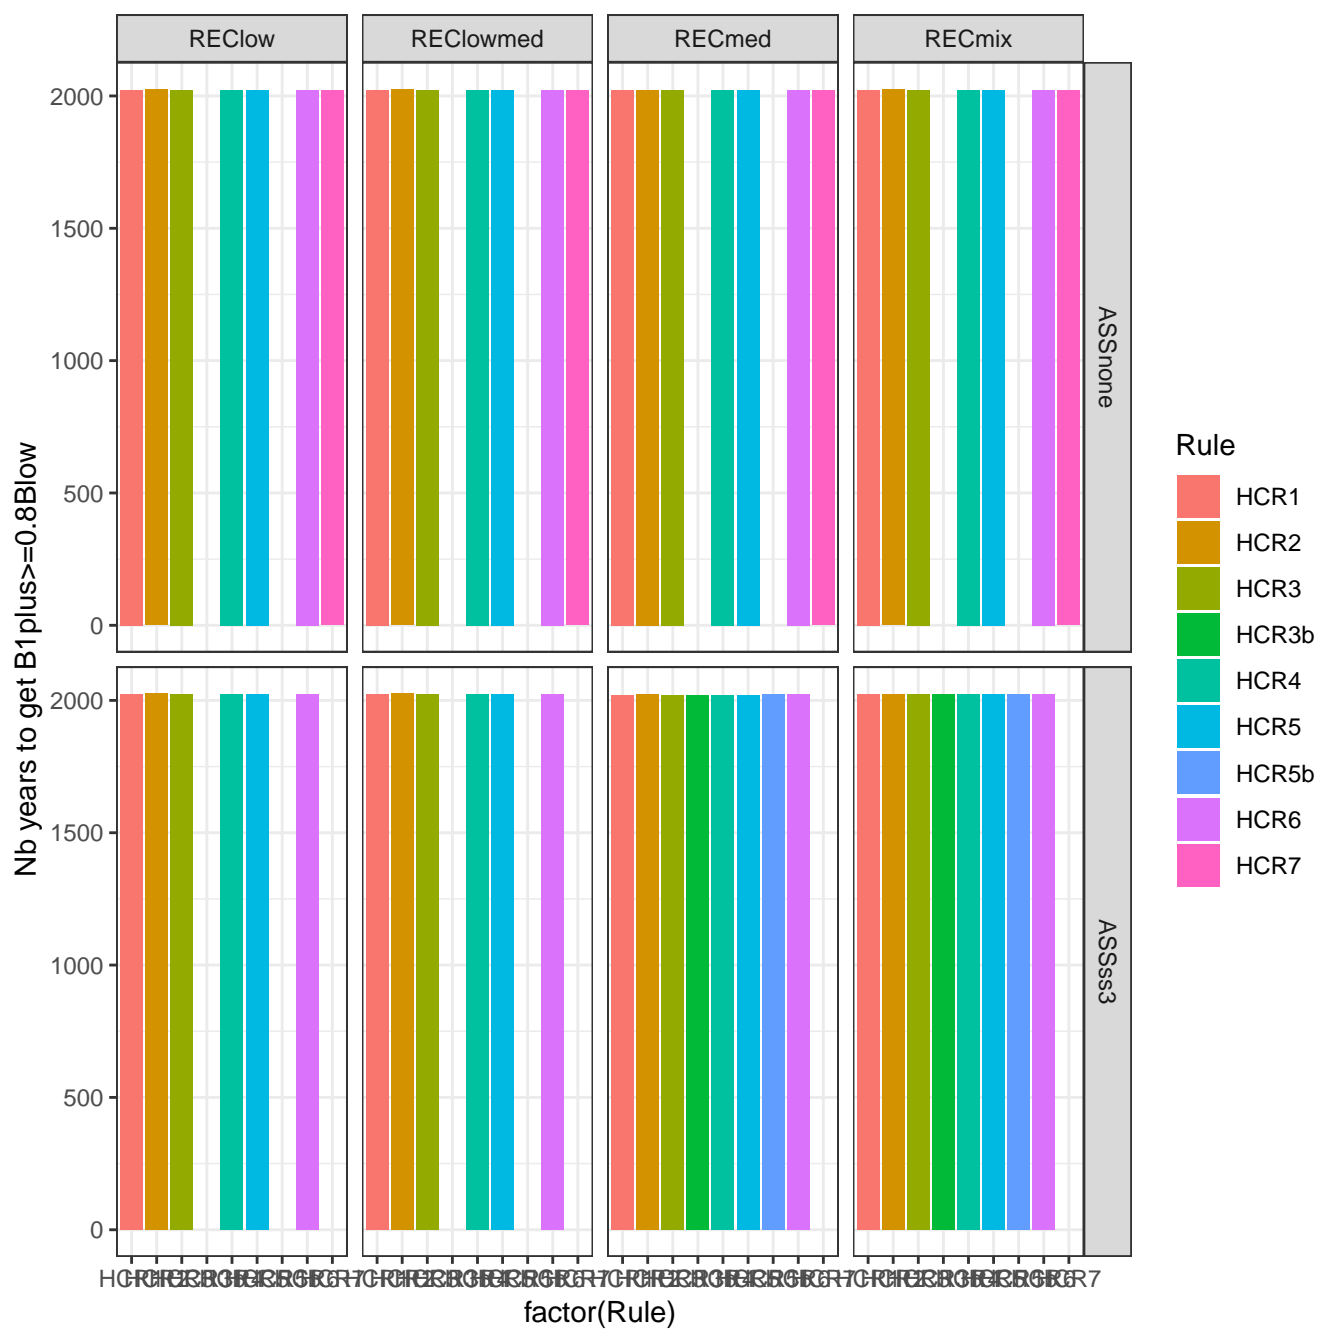 REClow
REClowmed
RECmed
RECmix
2000
1500
1000
500
0
ASSnone
2000
1500
1000
500
0
ASSss3
Nb years to get B1plus>=0.8Blow
factor(Rule)
Rule
HCR1
HCR2
HCR3
HCR3b
HCR4
HCR5
HCR5b
HCR6
HCR7